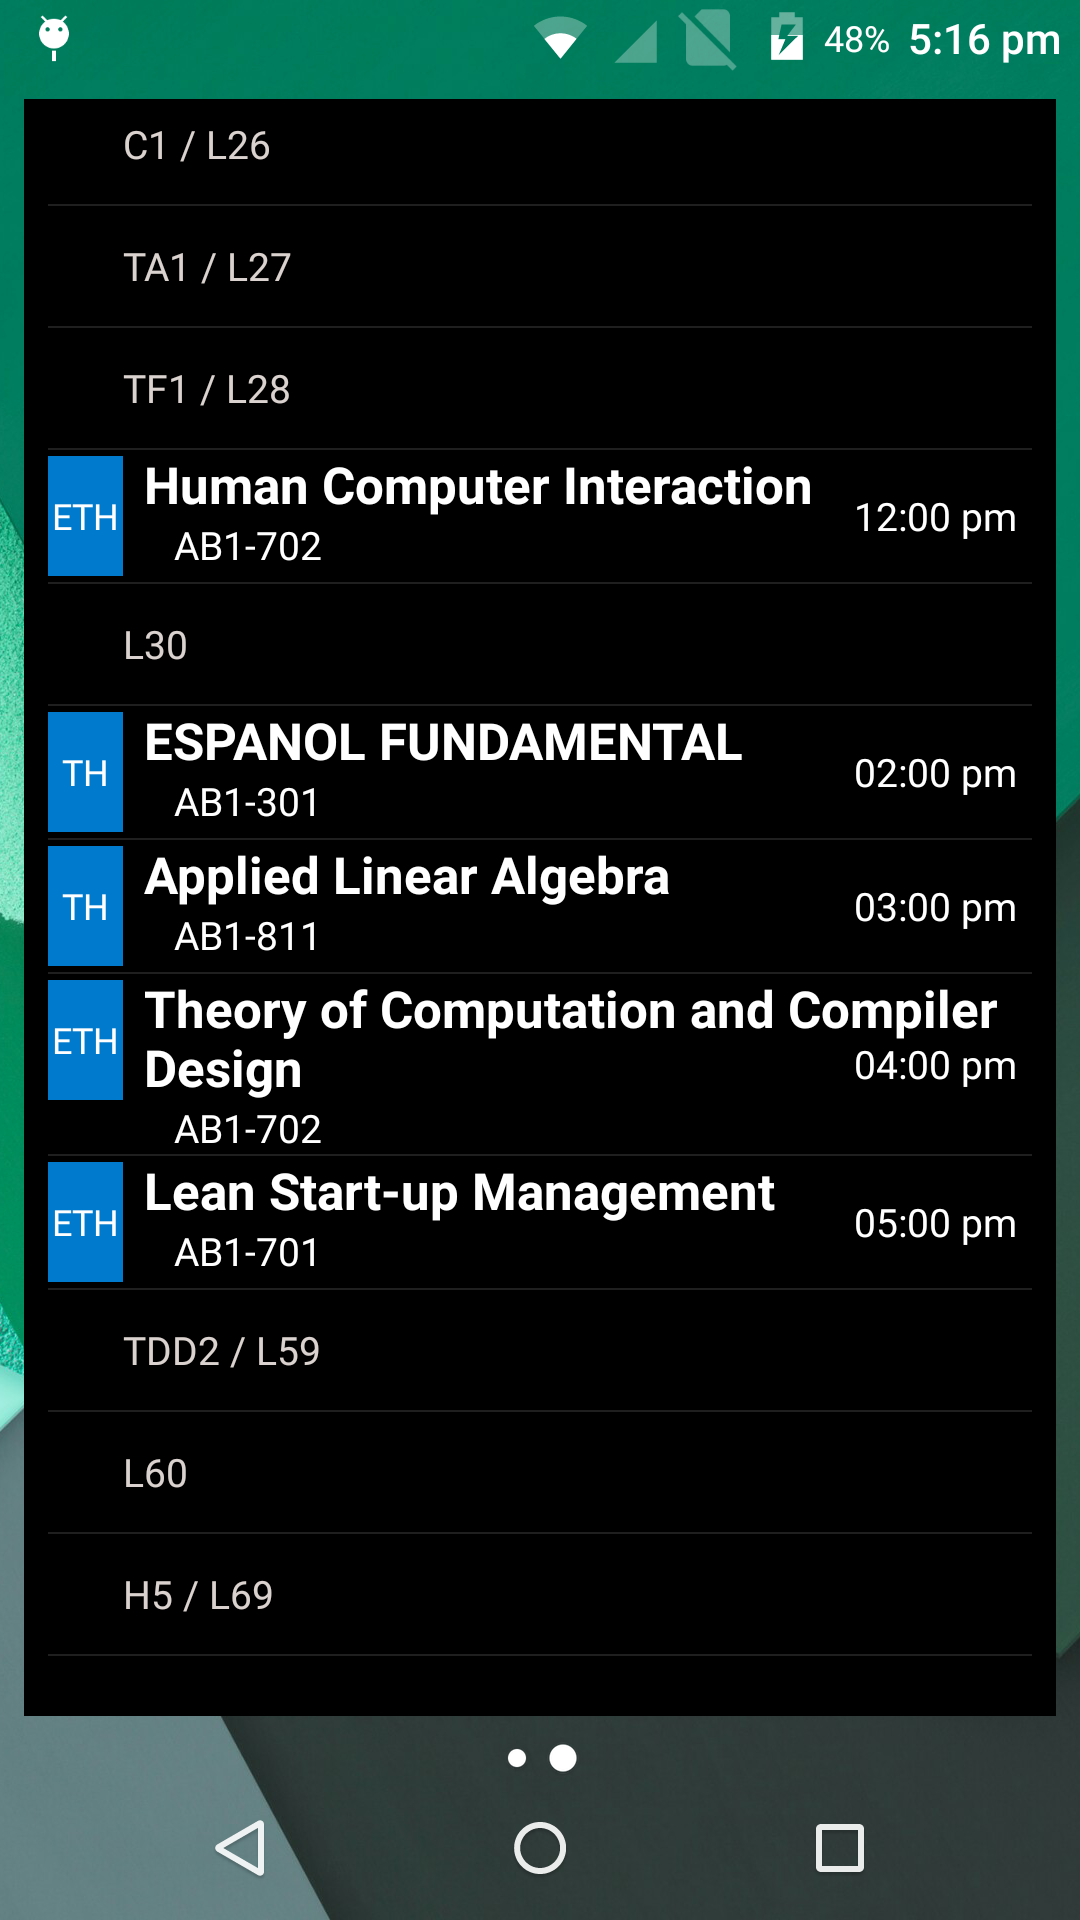 48% 5:16 pm
C1 / L26
TA1 / L27
TF1 / L28
ETH Human Computer Interaction 12:00 pm
AB1-702
L30
TH ESPANOL FUNDAMENTAL 02:00 pm
AB1-301
TH Applied Linear Algebra 03:00 pm
AB1-811
ETH Theory of Computation and Compiler
Design 04:00 pm
AB1-702
ETH Lean Start-up Management 05:00 pm
AB1-701
TDD2 / L59
L60
H5 / L69